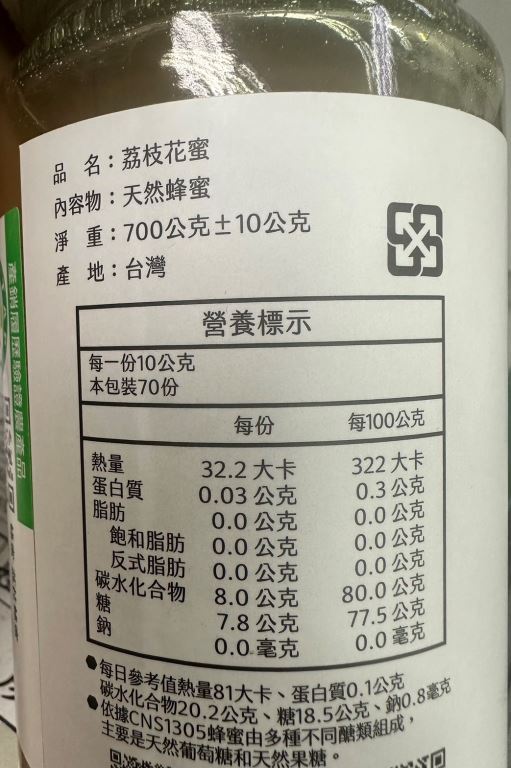 品 名：荔枝花蜜
內容物：天然蜂蜜
淨 重：700公克±10公克
產 地：台灣
產銷履歷驗證農產品
營養標示
每一份10公克
本包裝70份
每份 每100公克
熱量 32.2 大卡 322 大卡
蛋白質 0.03 公克 0.3 公克
脂肪 0.0 公克 0.0 公克
飽和脂肪 0.0 公克 0.0 公克
反式脂肪 0.0 公克 0.0 公克
碳水化合物 8.0 公克 80.0 公克
糖 7.8 公克 77.5 公克
鈉 0.0 毫克 0.0 毫克
●每日參考值熱量81大卡、蛋白質0.1公克
碳水化合物20.2公克、糖18.5公克、鈉0.8毫克
●依據CNS1305蜂蜜由多種不同醣類組成，
主要是天然葡萄糖和天然果糖。